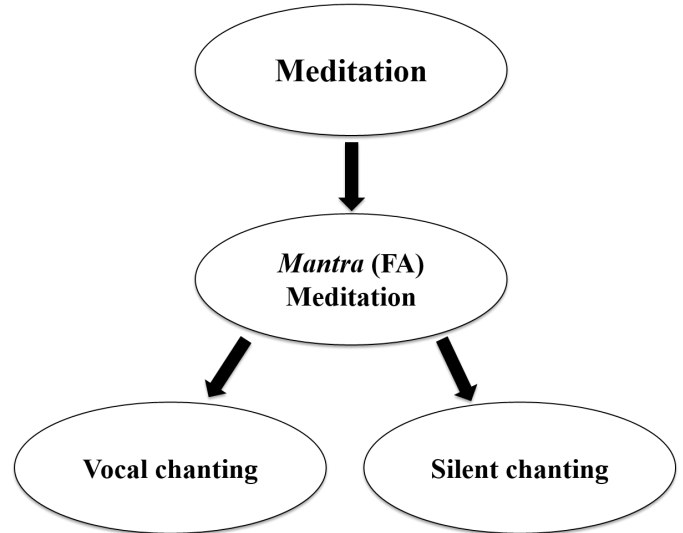 Meditation
Mantra (FA)
Meditation
Vocal chanting
Silent chanting